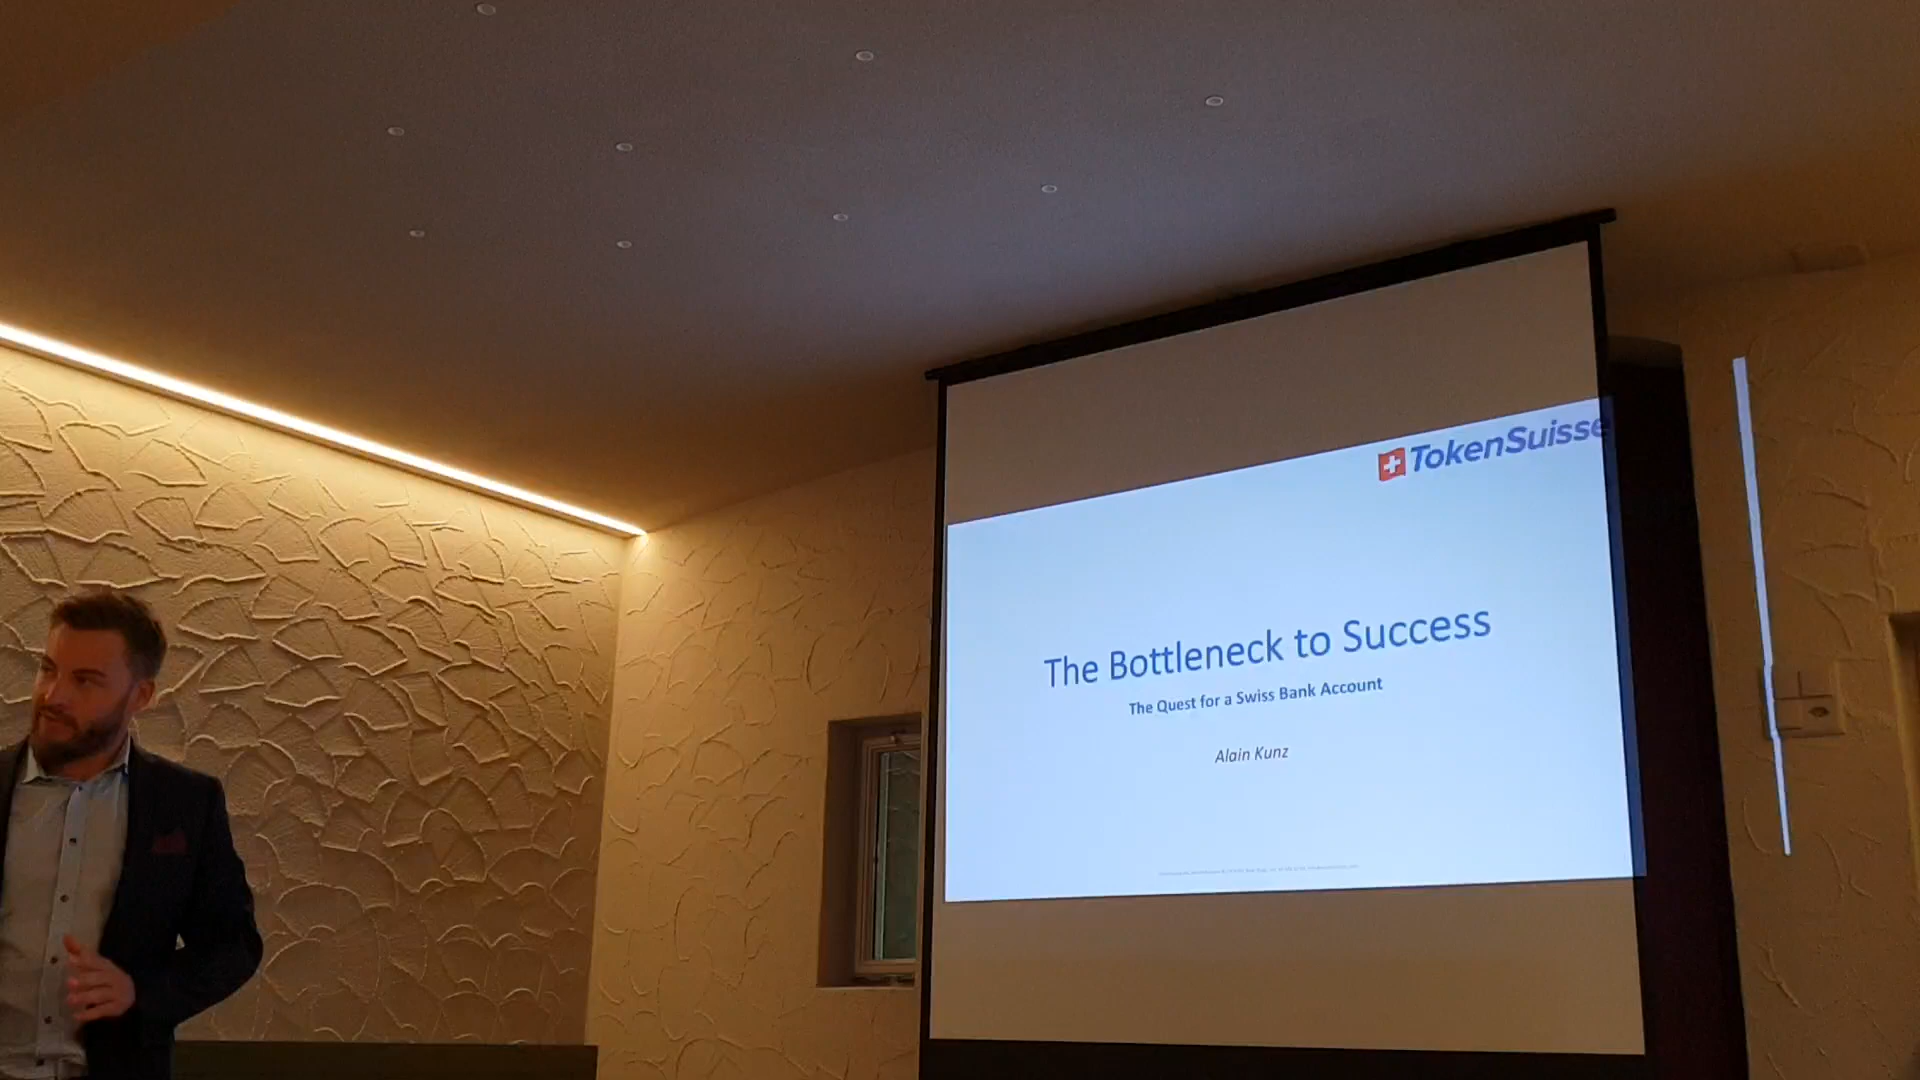 TokenSuisse
The Bottleneck to Success
The Quest for a Swiss Bank Account
Alain Kunz